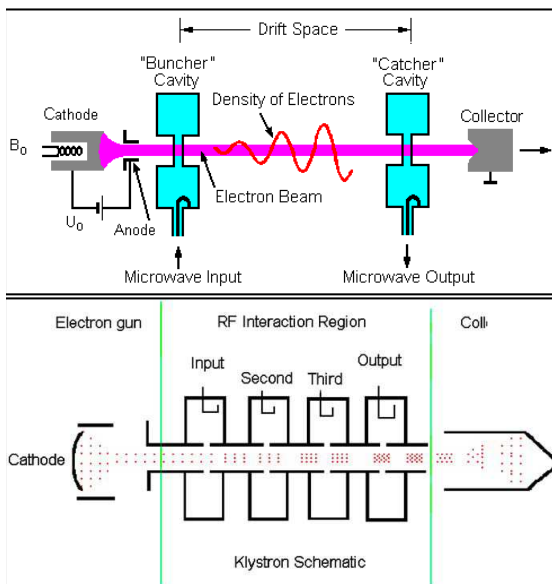 Drift Space
"Buncher"
Cavity
"Catcher"
Cavity
Density of Electrons
Cathode
Collector
B₀
Electron Beam
U₀
Anode
Microwave Input
Microwave Output
Electron gun
RF Interaction Region
Coll
Input
Output
Second
Third
Cathode
Klystron Schematic